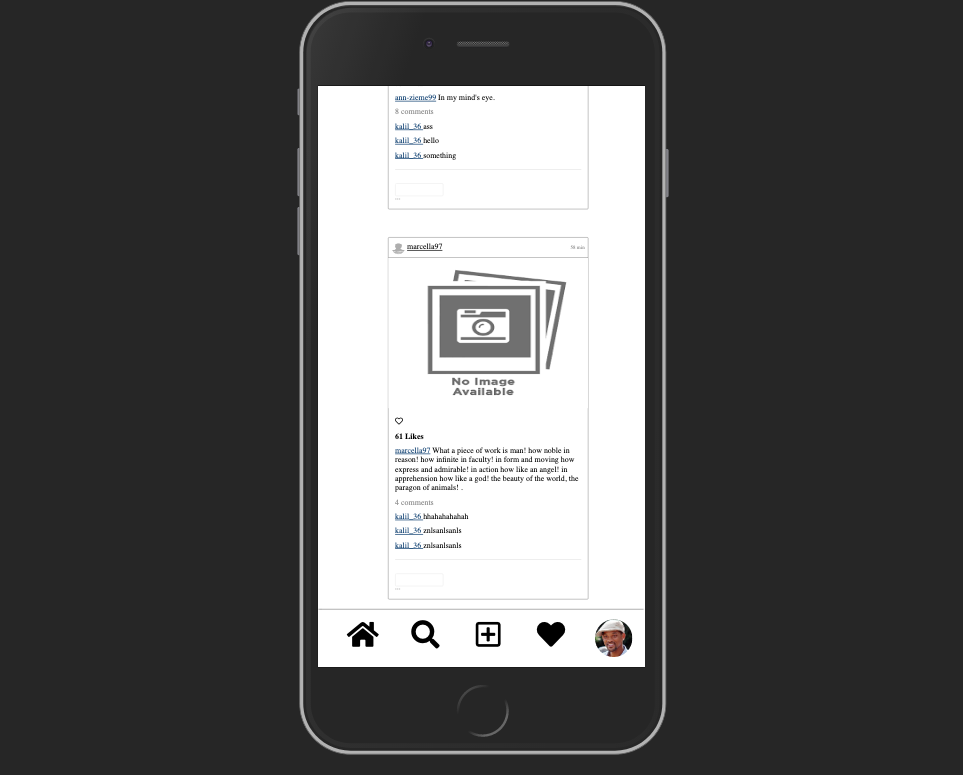 ann-zieme99 In my mind's eye.
8 comments
kalil_36 ass
kalil_36 hello
kalil_36 something
marcella97 58 min
No Image
Available
61 Likes
marcella97 What a piece of work is man! how noble in
reason! how infinite in faculty! in form and moving how
express and admirable! in action how like an angel! in
apprehension how like a god! the beauty of the world, the
paragon of animals! .
4 comments
kalil_36 hhahahahahah
kalil_36 znlsanlsanls
kalil_36 znlsanlsanls